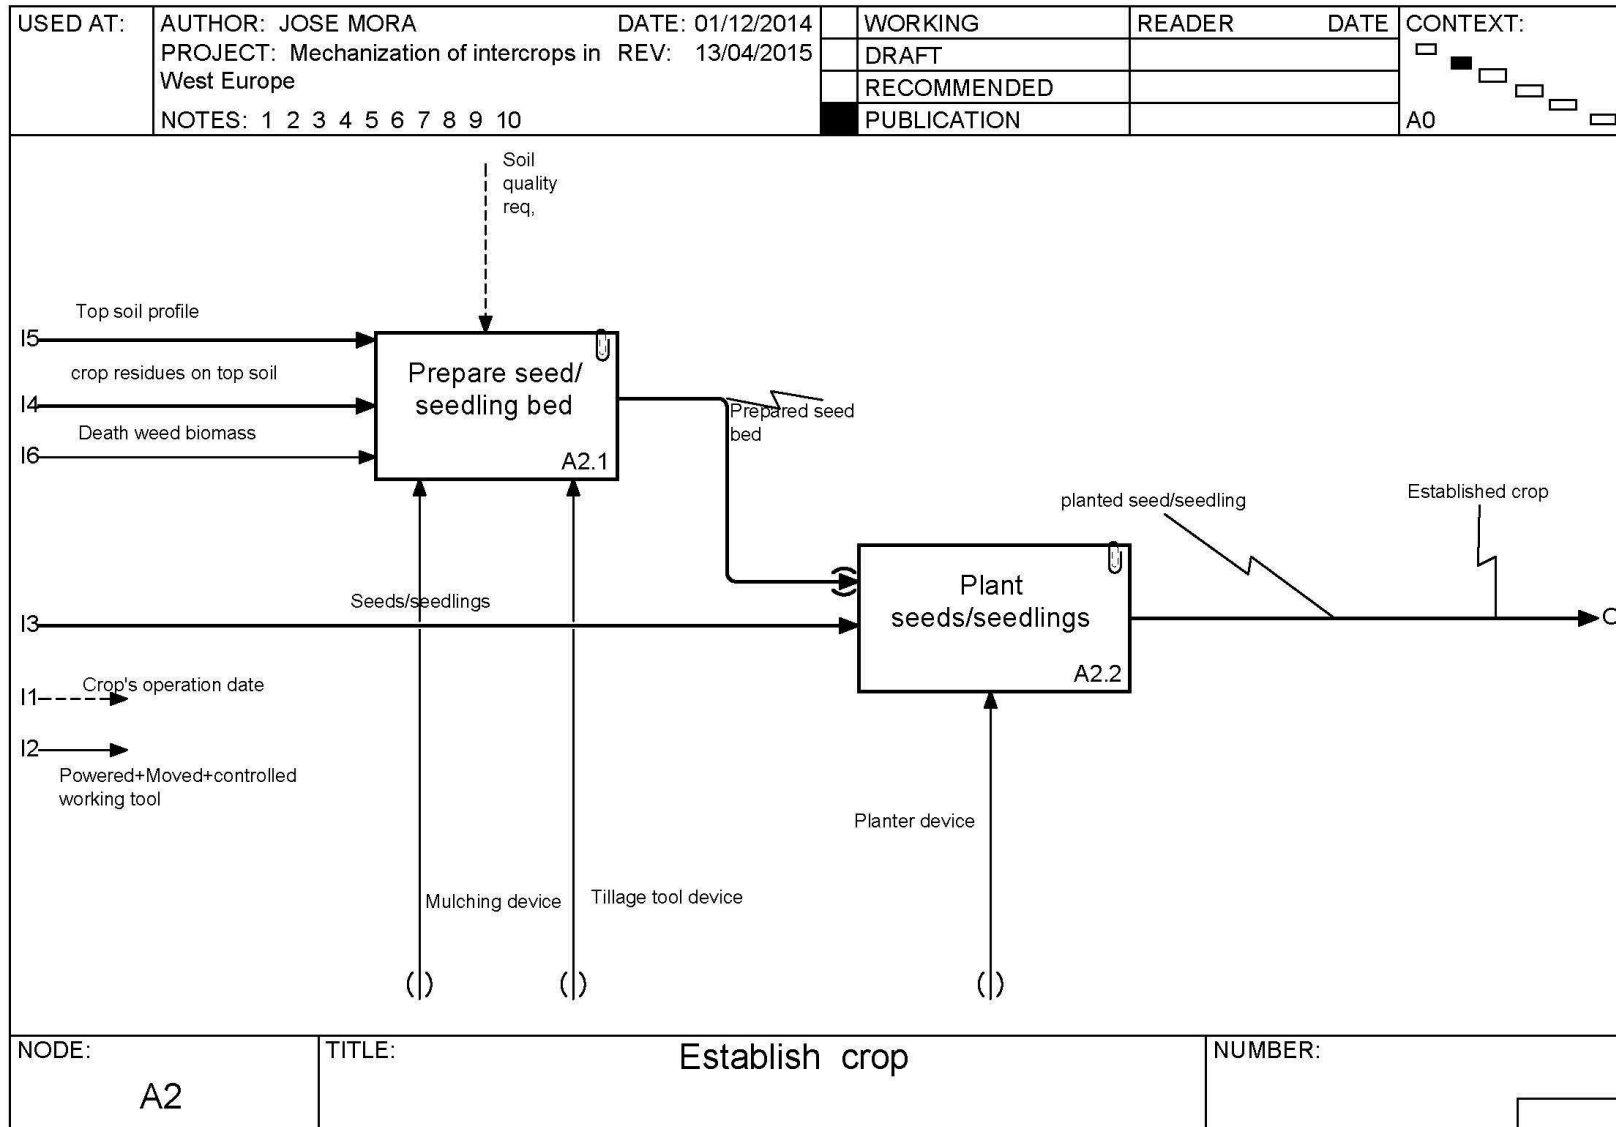 USED AT:
AUTHOR: JOSE MORA
DATE: 01/12/2014
PROJECT: Mechanization of intercrops in
West Europe
REV: 13/04/2015
NOTES: 1 2 3 4 5 6 7 8 9 10
WORKING
DRAFT
RECOMMENDED
PUBLICATION
READER DATE
CONTEXT:
A0
Soil
quality
req,
Top soil profile
I5
crop residues on top soil
I4
Death weed biomass
I6
Prepare seed/
seedling bed
A2.1
Prepared seed
bed
planted seed/seedling
Established crop
Seeds/seedlings
I3
Plant
seeds/seedlings
A2.2
Crop's operation date
I1
I2
Powered+Moved+controlled
working tool
Planter device
Mulching device
Tillage tool device
NODE:
A2
TITLE:
Establish crop
NUMBER: